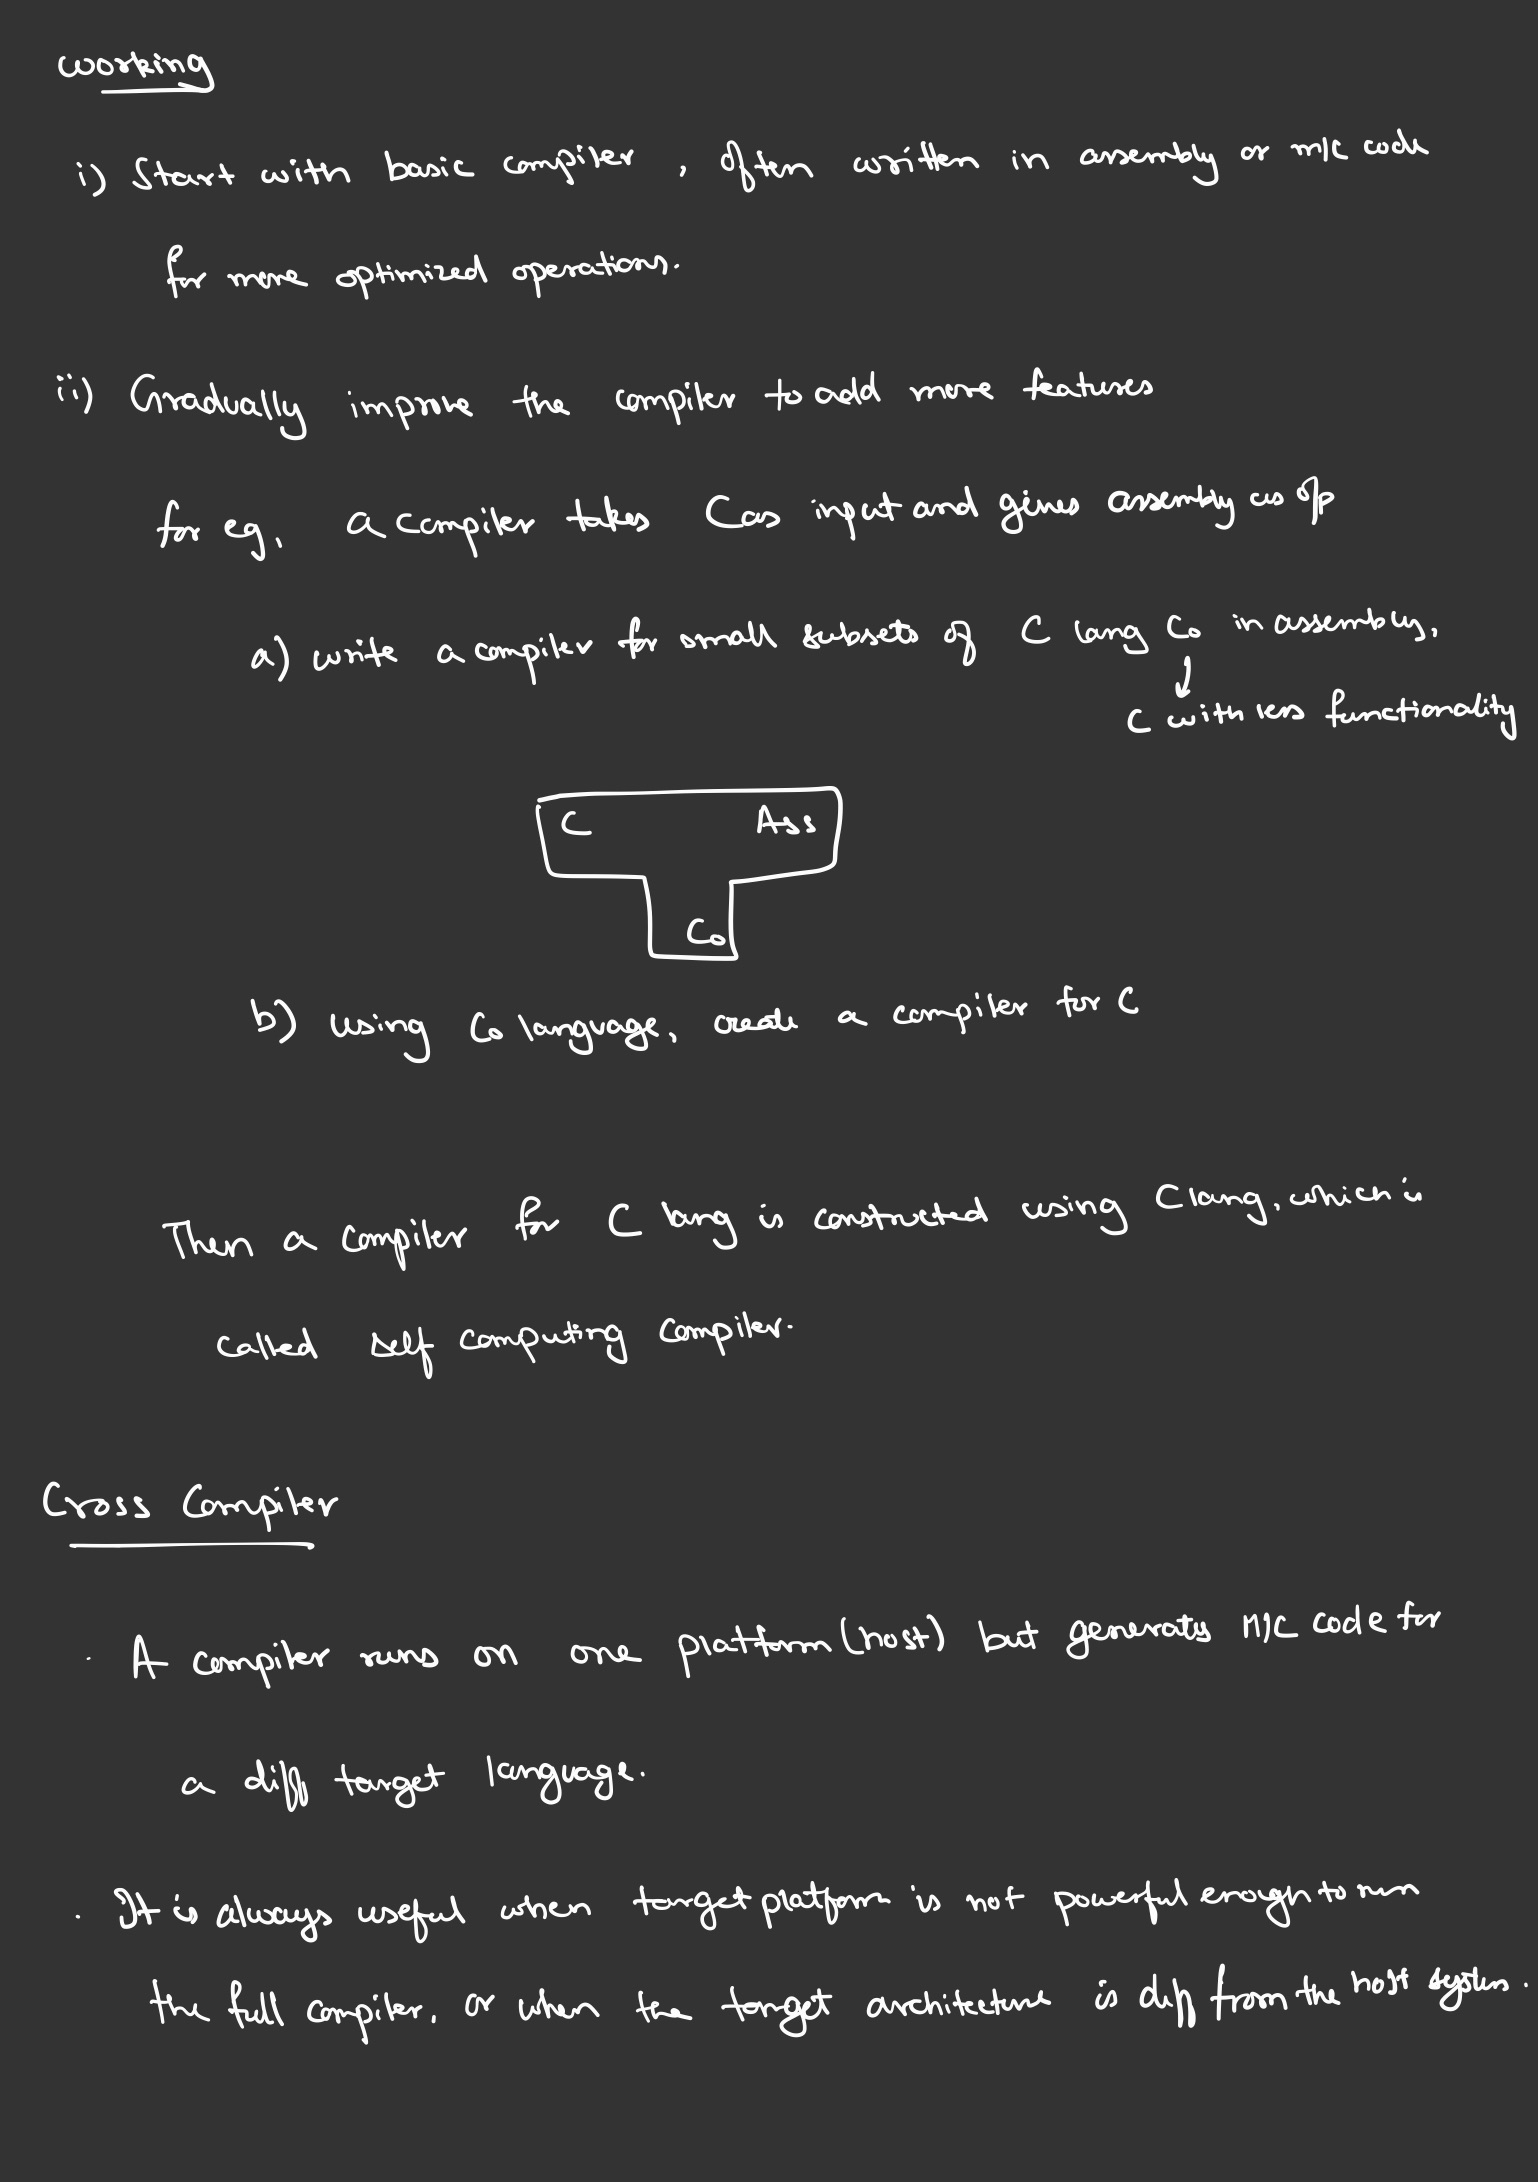 working
i) Start with basic compiler, often written in assembly or m/c code
for more optimized operations.
ii) Gradually improve the compiler to add more features
for eg, a compiler takes C as input and gives assembly as o/p
a) write a compiler for small subsets of C lang Co in assembly,
↓
C with less functionality
C Ass
Co
b) using Co language, create a compiler for C
Then a compiler for C lang is constructed using C lang, which is
called self computing compiler.
Cross Compiler
· A compiler runs on one platform (host) but generates M/C code for
a diff target language.
· It is always useful when target platform is not powerful enough to run
the full compiler, or when the target architecture is diff from the host system.